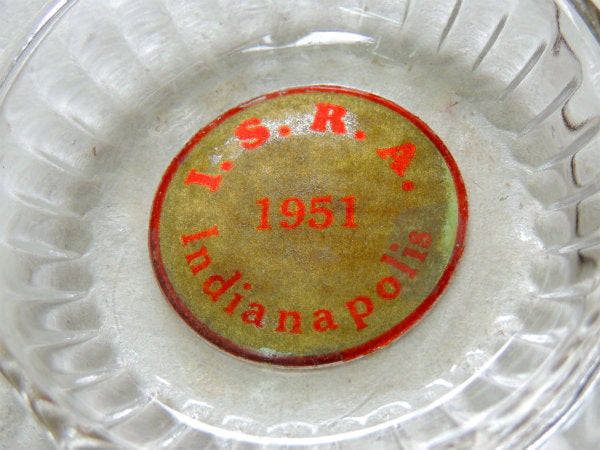 I. S. R. A.
1951
Indianapolis